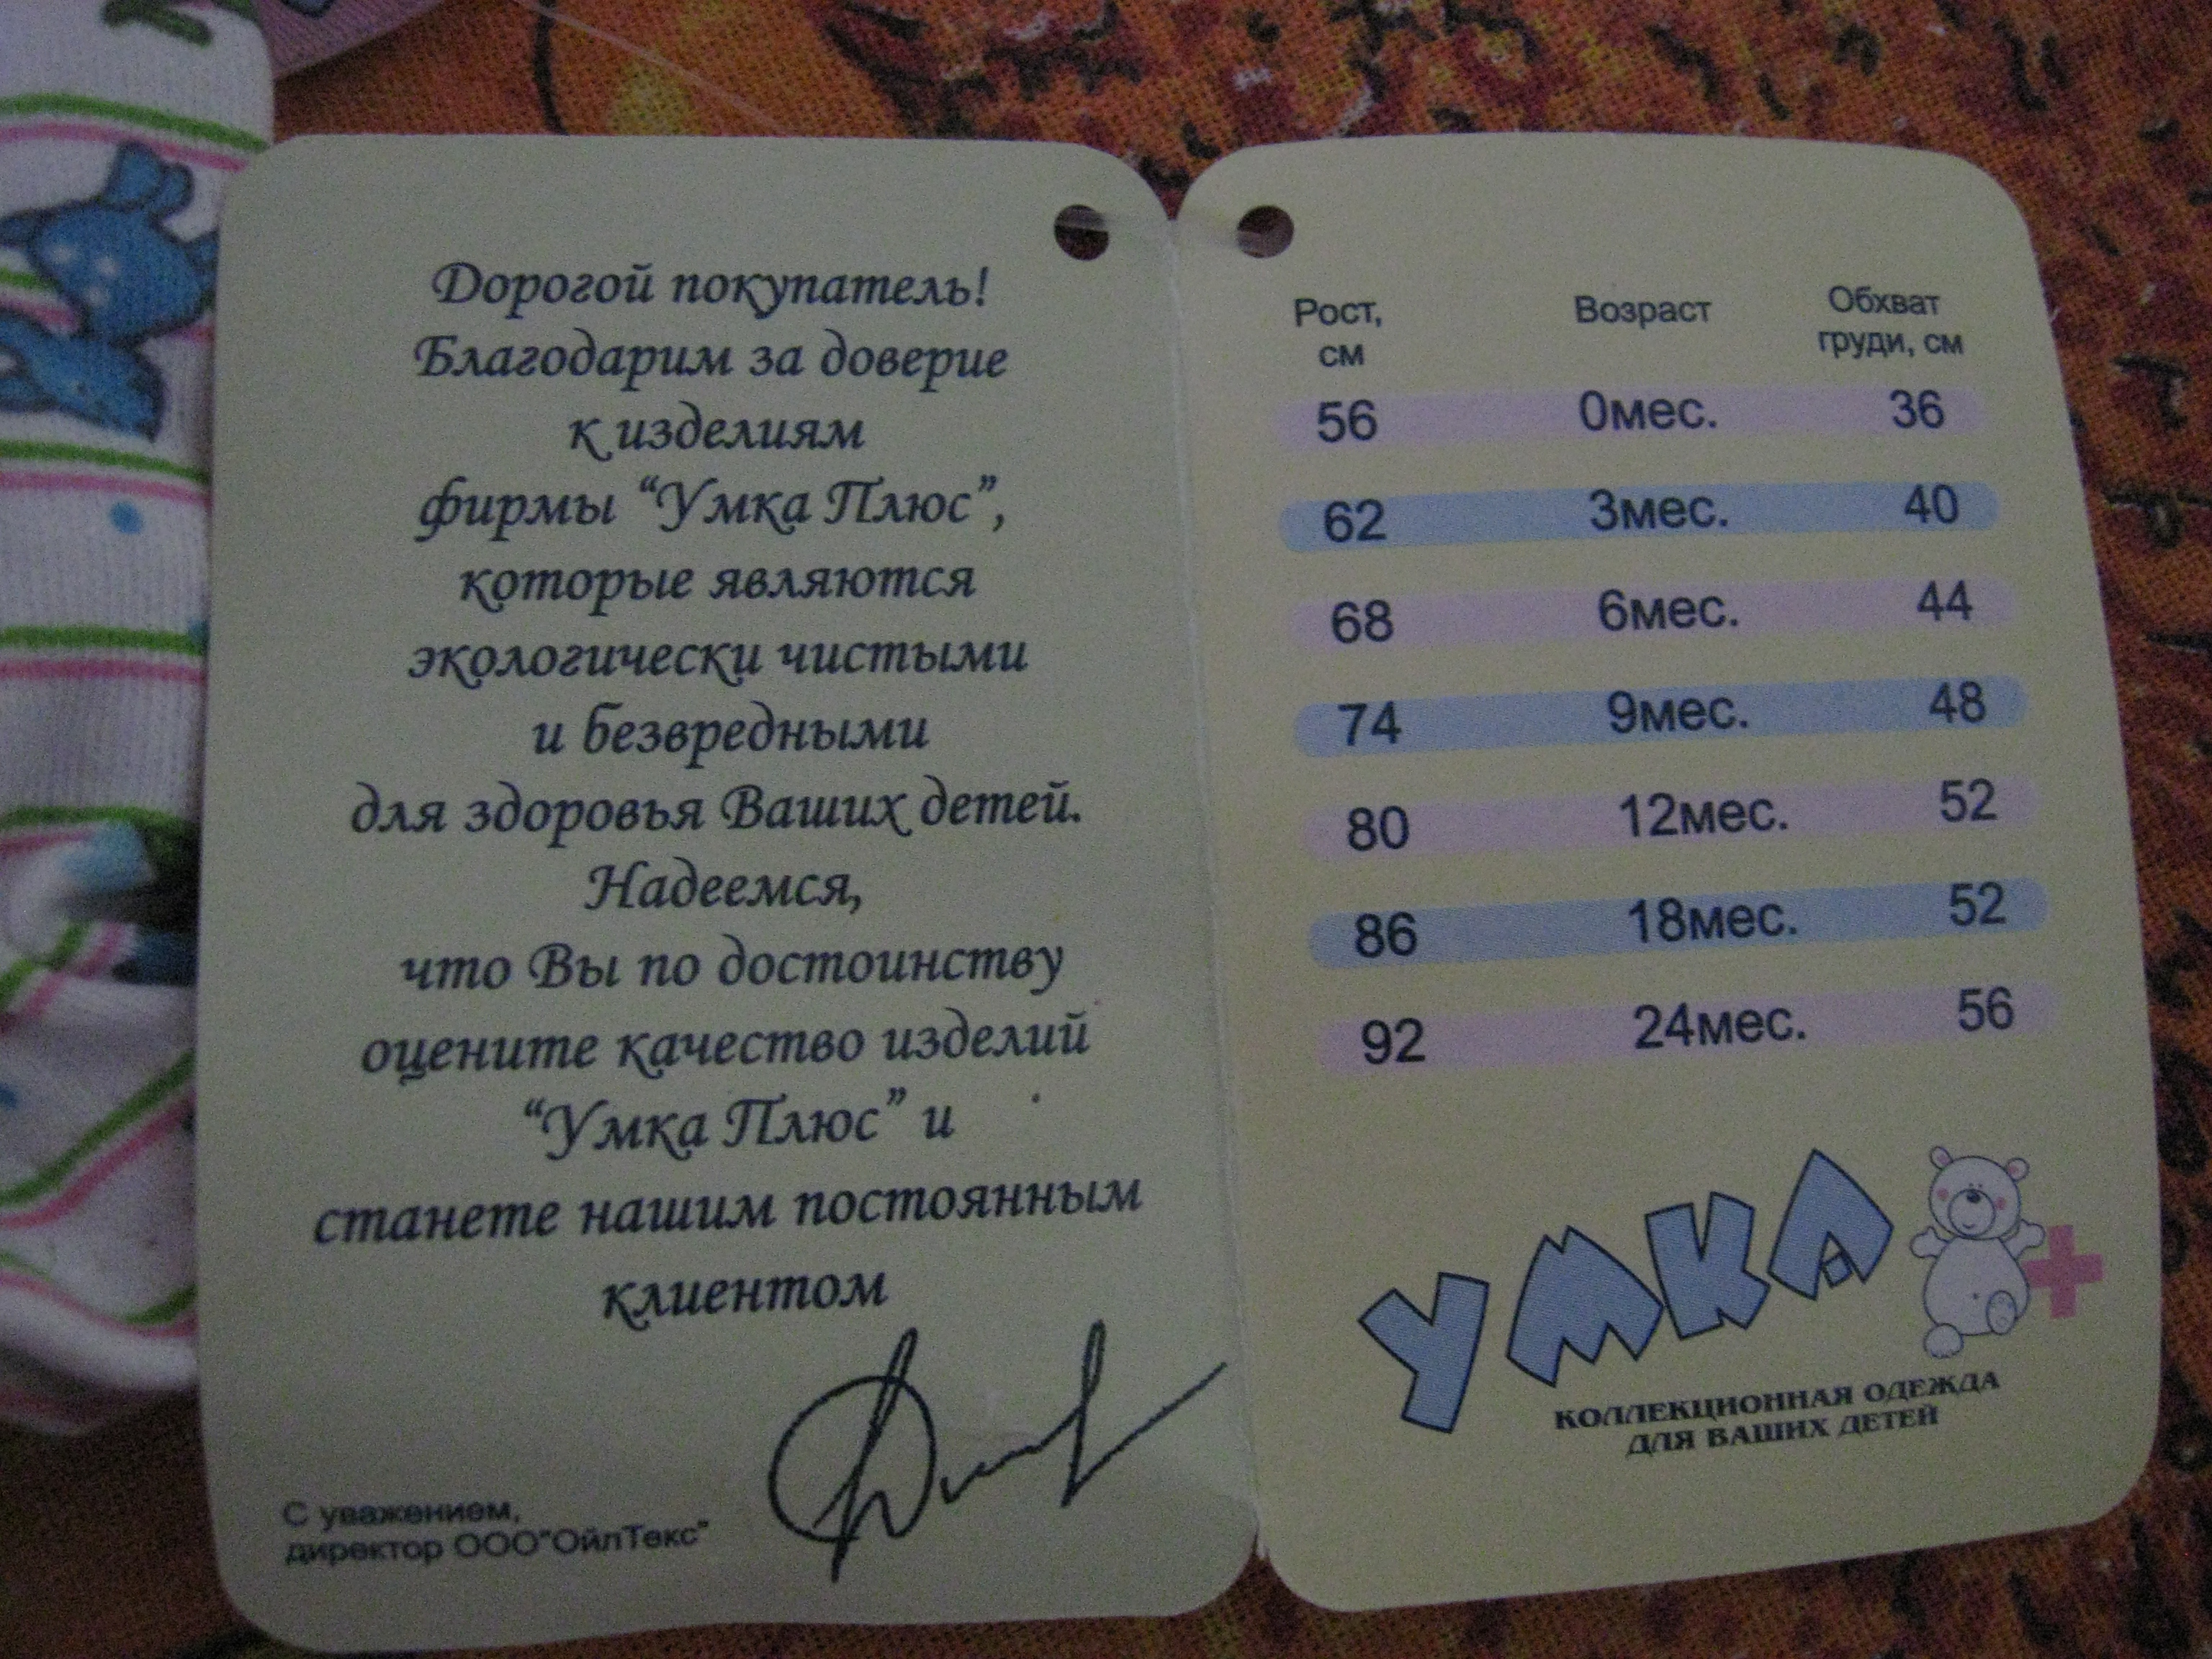 Дорогой покупатель!
Благодарим за доверие
к изделиям
фирмы “Умка Плюс”,
которые являются
экологически чистыми
и безвредными
для здоровья Ваших детей.
Надеемся,
что Вы по достоинству
оцените качество изделий
“Умка Плюс” и
станете нашим постоянным
клиентом
С уважением,
директор ООО"ОйлТекс"
Рост, см Возраст Обхват груди, см
56 0мес. 36
62 3мес. 40
68 6мес. 44
74 9мес. 48
80 12мес. 52
86 18мес. 52
92 24мес. 56
УМКА
КОЛЛЕКЦИОННАЯ ОДЕЖДА
ДЛЯ ВАШИХ ДЕТЕЙ